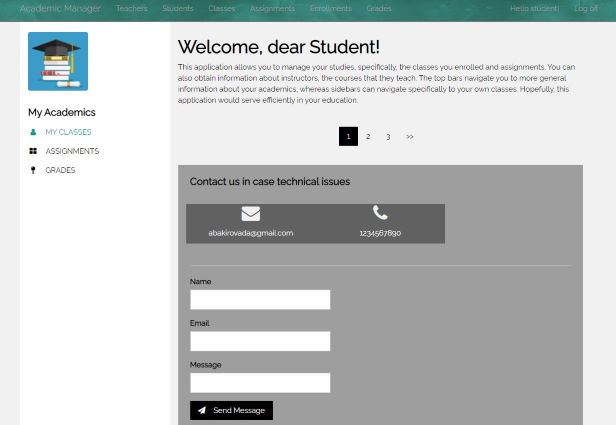 Academic Manager Teachers Students Classes Assignments Enrollments Grades Hello student! Log off
Welcome, dear Student!
This application allows you to manage your studies, specifically, the classes you enrolled and assignments. You can
also obtain information about instructors, the courses that they teach. The top bars navigate you to more general
information about your academics, whereas sidebars can navigate specifically to your own classes. Hopefully, this
application would serve efficiently in your education.
My Academics
MY CLASSES
ASSIGNMENTS
GRADES
1 2 3 >>
Contact us in case technical issues
abakirovada@gmail.com 1234567890
Name
Email
Message
Send Message